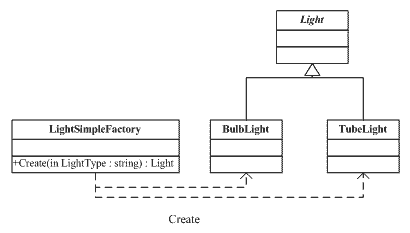 Light
LightSimpleFactory
+Create(in LightType : string) : Light
BulbLight
TubeLight
Create